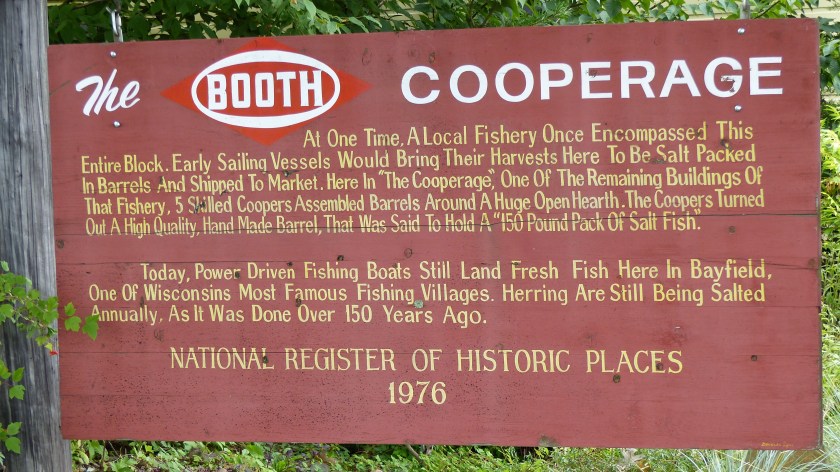 The BOOTH COOPERAGE
At One Time, A Local Fishery Once Encompassed This
Entire Block. Early Sailing Vessels Would Bring Their Harvests Here To Be Salt Packed
In Barrels And Shipped To Market. Here In "The Cooperage", One Of The Remaining Buildings Of
That Fishery, 5 Skilled Coopers Assembled Barrels Around A Huge Open Hearth. The Coopers Turned
Out A High Quality, Hand Made Barrel, That Was Said To Hold A "150 Pound Pack Of Salt Fish".
Today, Power Driven Fishing Boats Still Land Fresh Fish Here In Bayfield,
One Of Wisconsins Most Famous Fishing Villages. Herring Are Still Being Salted
Annually, As It Was Done Over 150 Years Ago.
NATIONAL REGISTER OF HISTORIC PLACES
1976